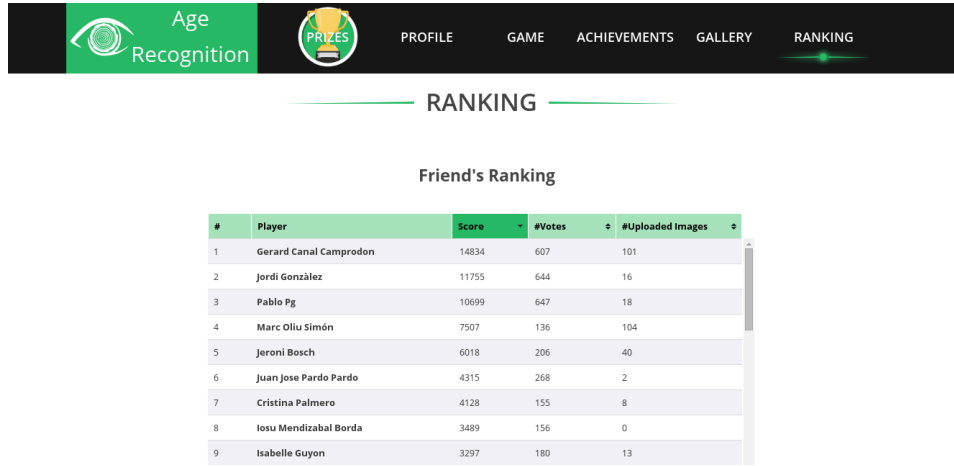 Age
Recognition
PRIZES PROFILE GAME ACHIEVEMENTS GALLERY RANKING
RANKING
Friend's Ranking
# Player Score #Votes #Uploaded Images
1 Gerard Canal Camprodon 14834 607 101
2 Jordi Gonzàlez 11755 644 16
3 Pablo Pg 10699 647 18
4 Marc Oliu Simón 7507 136 104
5 Jeroni Bosch 6018 206 40
6 Juan Jose Pardo Pardo 4315 268 2
7 Cristina Palmero 4128 155 8
8 Iosu Mendizabal Borda 3489 156 0
9 Isabelle Guyon 3297 180 13